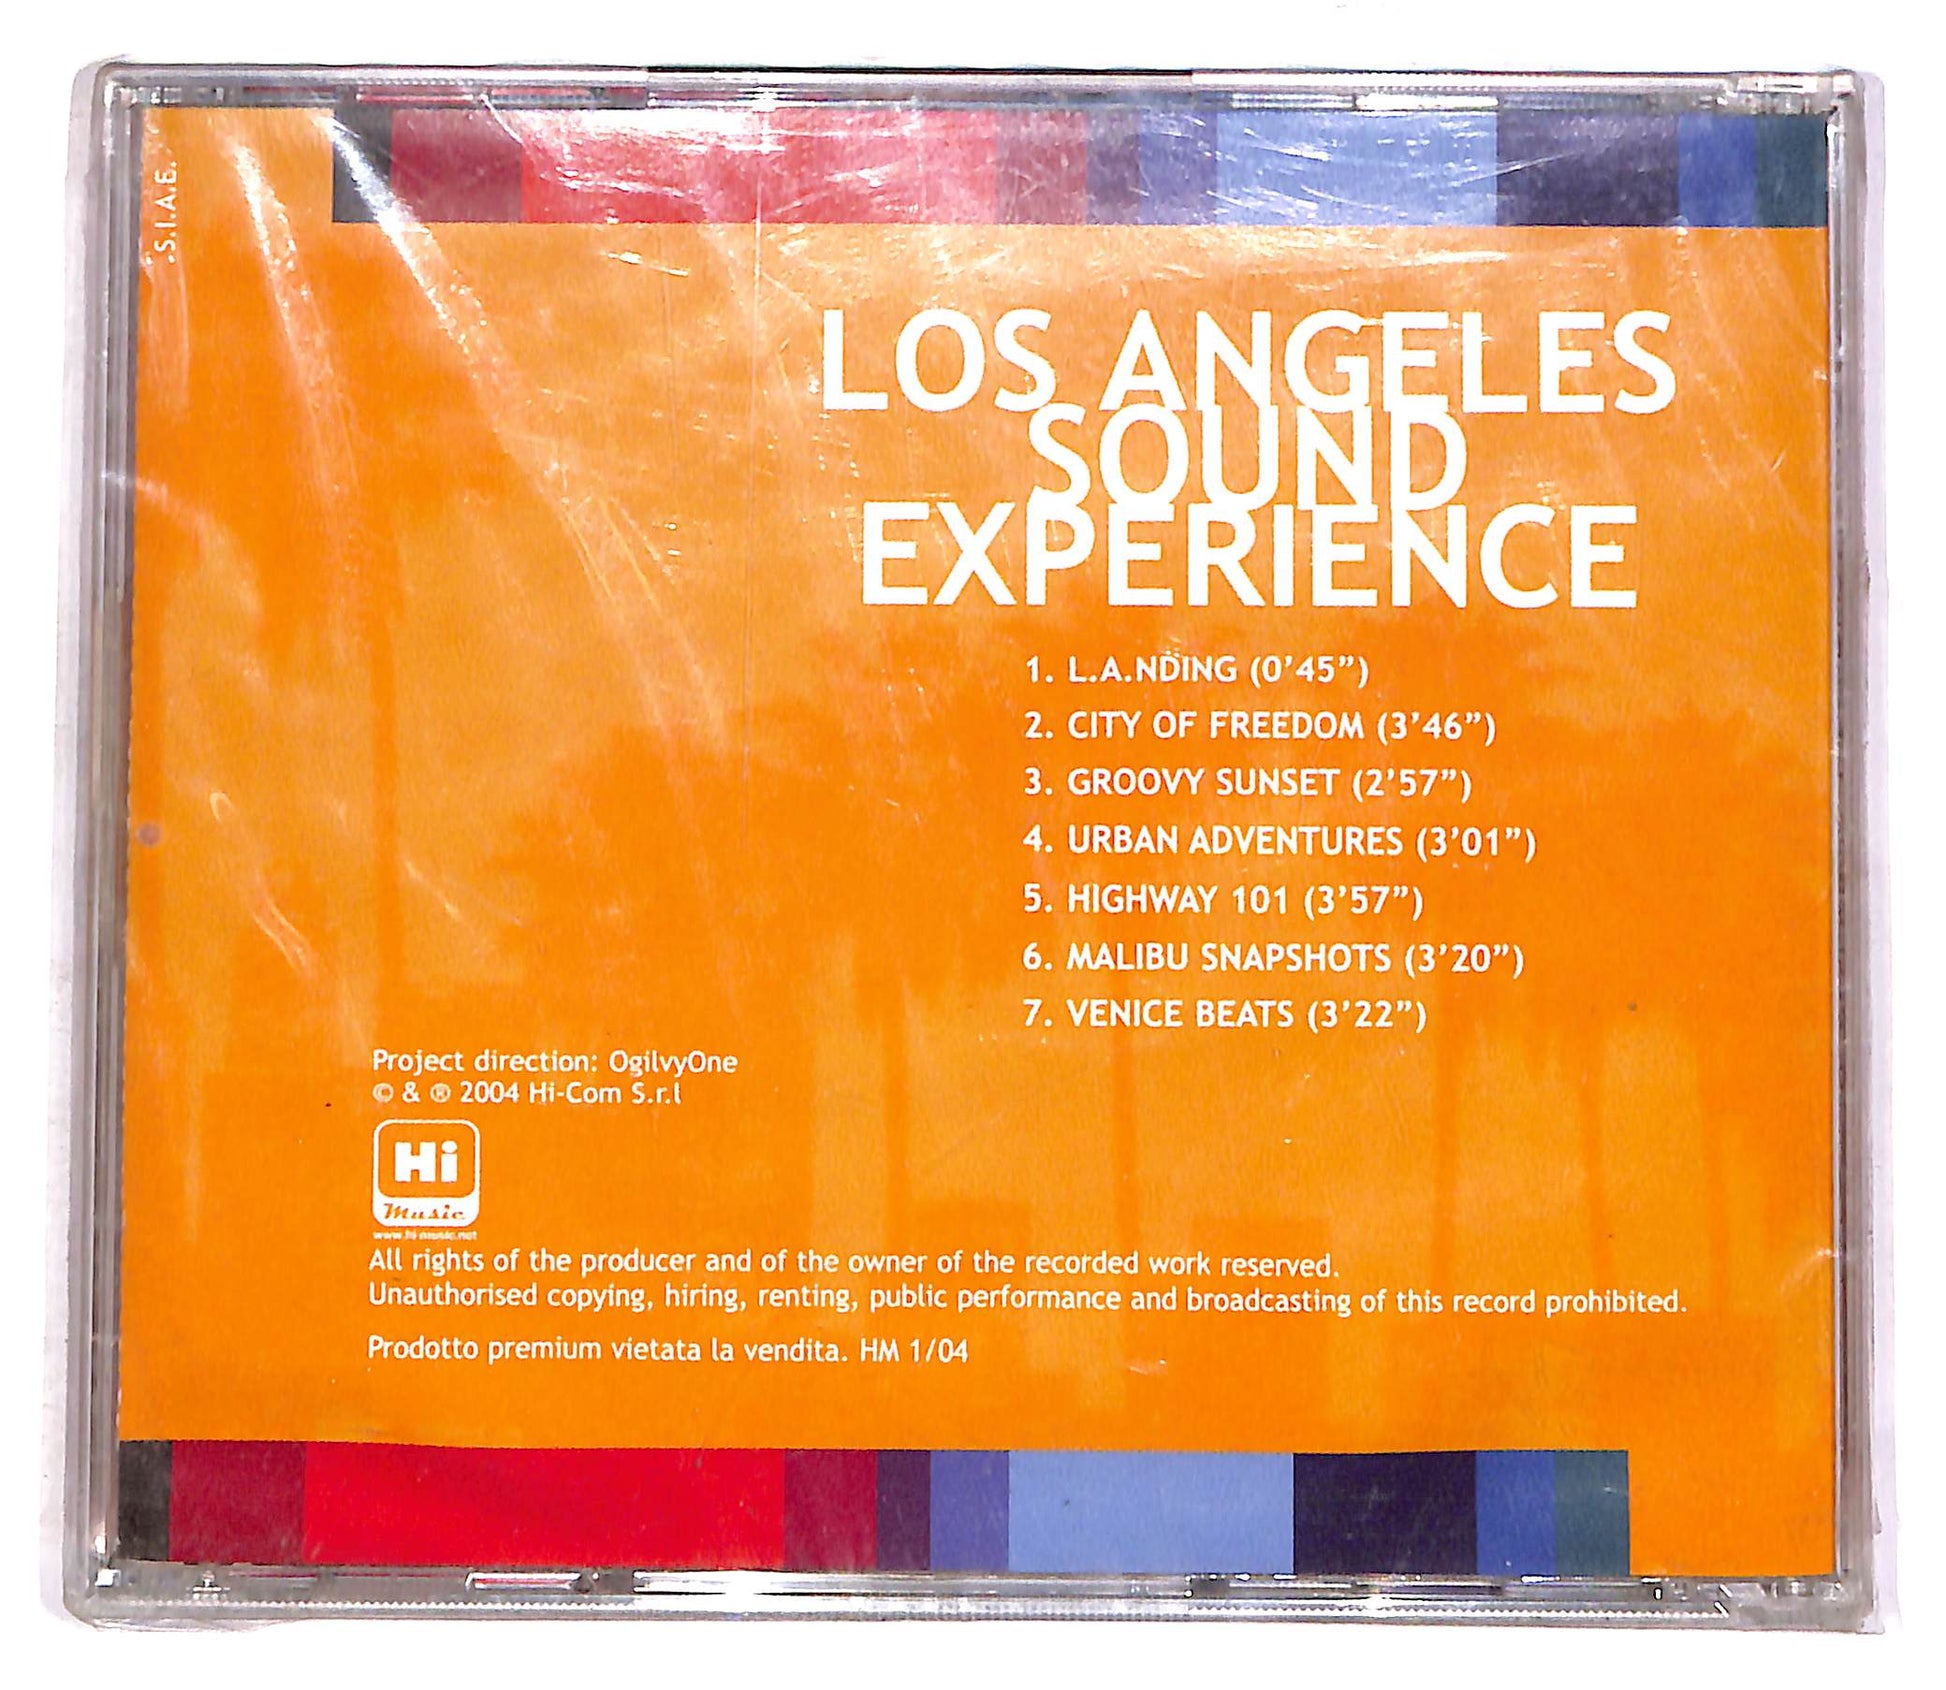 S.I.A.E.
LOS ANGELES
SOUND
EXPERIENCE
1. L.A.NDING (0'45")
2. CITY OF FREEDOM (3'46")
3. GROOVY SUNSET (2'57")
4. URBAN ADVENTURES (3'01")
5. HIGHWAY 101 (3'57")
6. MALIBU SNAPSHOTS (3'20")
7. VENICE BEATS (3'22")
Project direction: OgilvyOne
© & ® 2004 Hi-Com S.r.l
Hi
Music
www.hi-music.net
All rights of the producer and of the owner of the recorded work reserved.
Unauthorised copying, hiring, renting, public performance and broadcasting of this record prohibited.
Prodotto premium vietata la vendita. HM 1/04